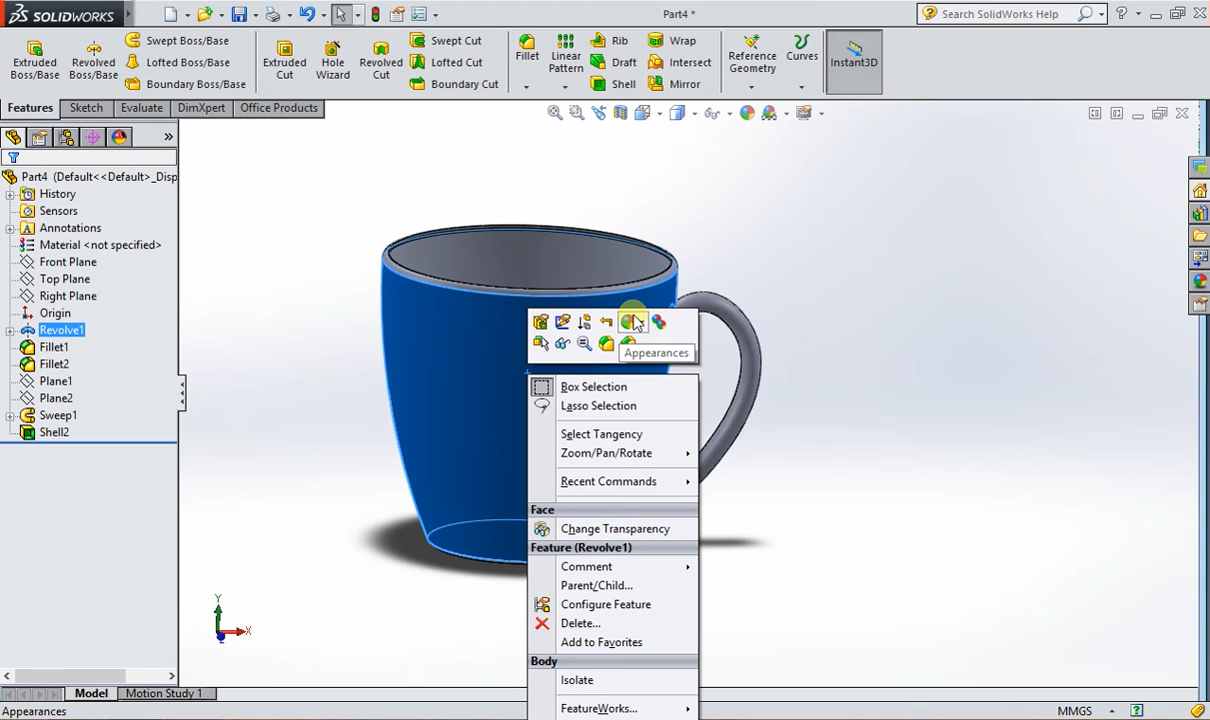 SOLIDWORKS
Part4 *
Search SolidWorks Help
Extruded Boss/Base
Revolved Boss/Base
Swept Boss/Base
Lofted Boss/Base
Boundary Boss/Base
Extruded Cut
Hole Wizard
Revolved Cut
Swept Cut
Lofted Cut
Boundary Cut
Fillet
Linear Pattern
Rib
Draft
Shell
Wrap
Intersect
Mirror
Reference Geometry
Curves
Instant3D
Features
Sketch
Evaluate
DimXpert
Office Products
Part4 (Default<<Default>_Disp
History
Sensors
Annotations
Material <not specified>
Front Plane
Top Plane
Right Plane
Origin
Revolve1
Fillet1
Fillet2
Plane1
Plane2
Sweep1
Shell2
Appearances
Box Selection
Lasso Selection
Select Tangency
Zoom/Pan/Rotate
Recent Commands
Face
Change Transparency
Feature (Revolve1)
Comment
Parent/Child...
Configure Feature
Delete...
Add to Favorites
Body
Isolate
FeatureWorks...
Y
X
Z
Model
Motion Study 1
Appearances
MMGS